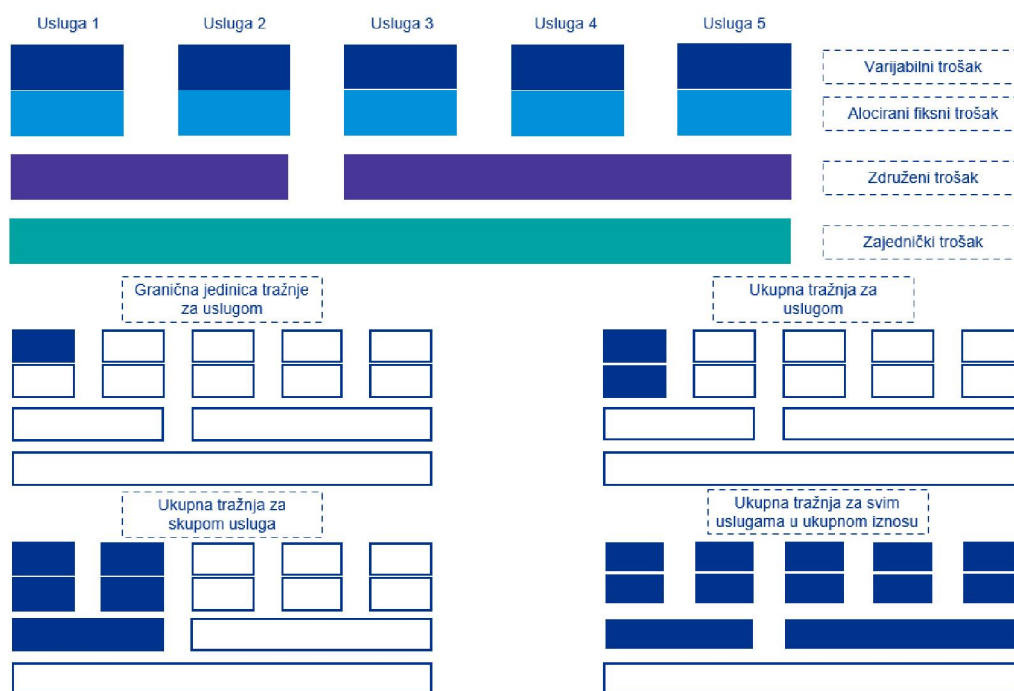 Usluga 1
Usluga 2
Usluga 3
Usluga 4
Usluga 5
Varijabilni trošak
Alocirani fiksni trošak
Združeni trošak
Zajednički trošak
Granična jedinica tražnje
za uslugom
Ukupna tražnja za
uslugom
Ukupna tražnja za
skupom usluga
Ukupna tražnja za svim
uslugama u ukupnom iznosu